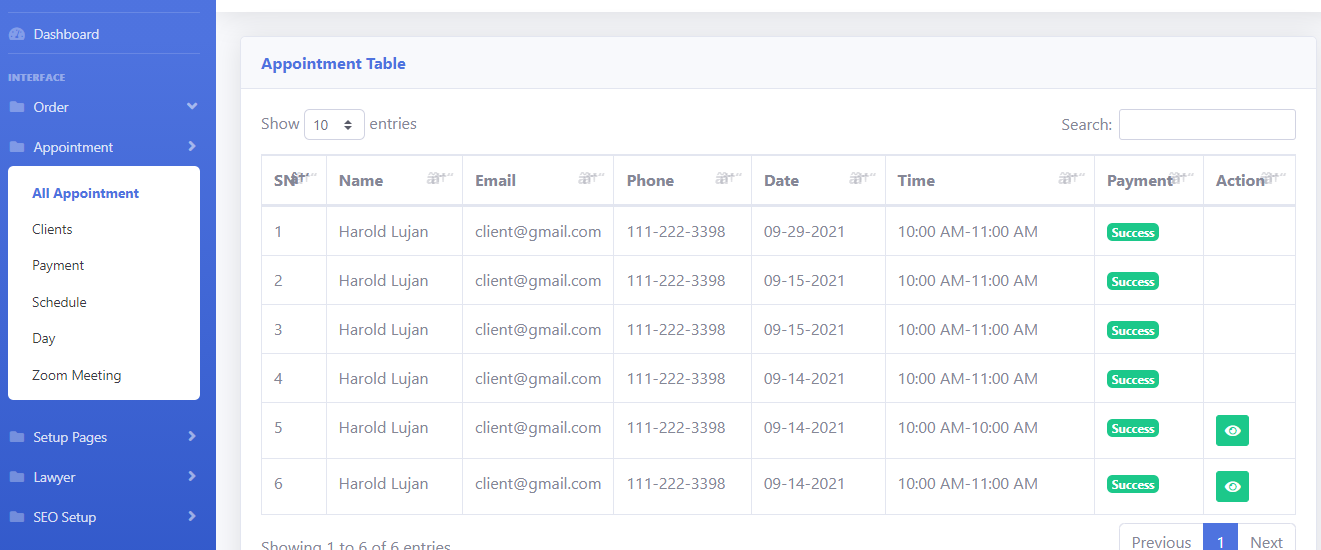 Dashboard
INTERFACE
Order
Appointment
All Appointment
Clients
Payment
Schedule
Day
Zoom Meeting
Setup Pages
Lawyer
SEO Setup
Appointment Table
Show 10 entries
Search:
SN Name Email Phone Date Time Payment Action
1 Harold Lujan client@gmail.com 111-222-3398 09-29-2021 10:00 AM-11:00 AM Success
2 Harold Lujan client@gmail.com 111-222-3398 09-15-2021 10:00 AM-11:00 AM Success
3 Harold Lujan client@gmail.com 111-222-3398 09-15-2021 10:00 AM-11:00 AM Success
4 Harold Lujan client@gmail.com 111-222-3398 09-14-2021 10:00 AM-11:00 AM Success
5 Harold Lujan client@gmail.com 111-222-3398 09-14-2021 10:00 AM-10:00 AM Success
6 Harold Lujan client@gmail.com 111-222-3398 09-14-2021 10:00 AM-11:00 AM Success
Showing 1 to 6 of 6 entries
Previous 1 Next